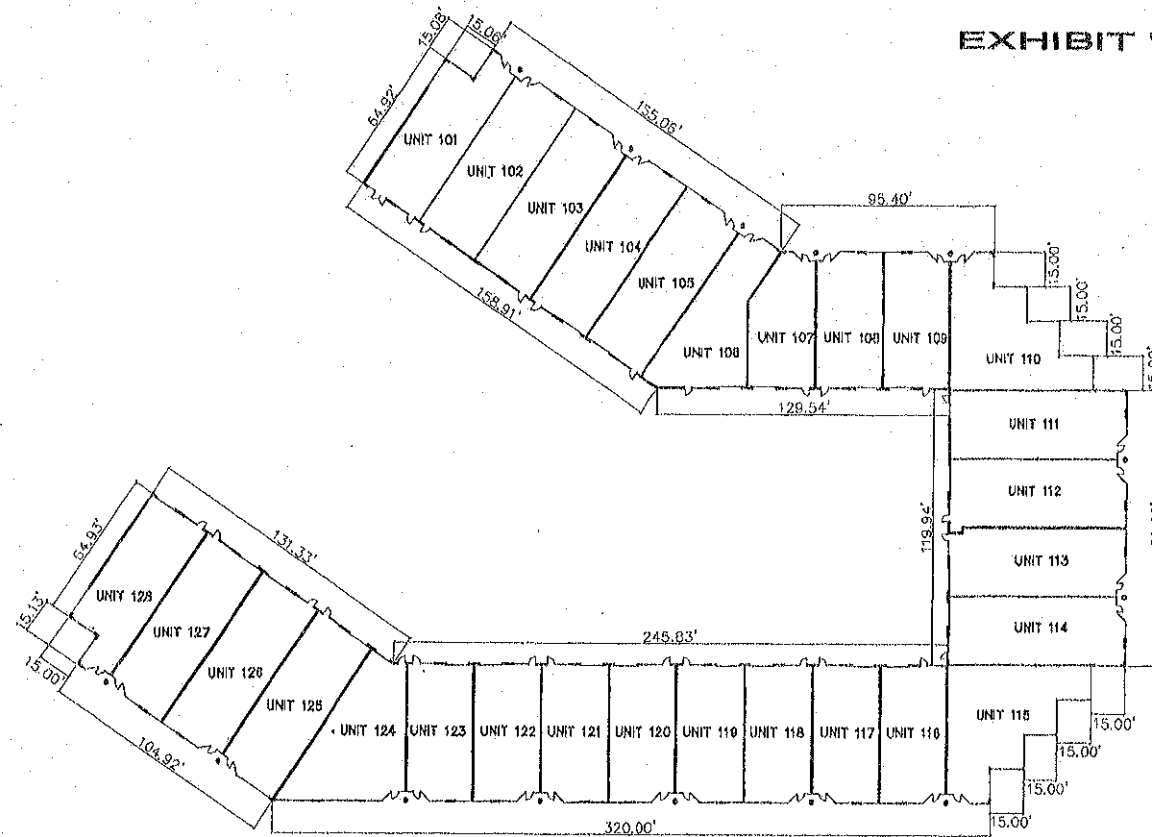 EXHIBIT "
15.08'
15.06'
64.92'
155.06'
UNIT 101
UNIT 102
UNIT 103
UNIT 104
UNIT 105
UNIT 106
158.91'
95.40'
UNIT 107
UNIT 108
UNIT 109
UNIT 110
15.00'
15.00'
15.00'
129.54'
UNIT 111
UNIT 112
UNIT 113
UNIT 114
119.94'
64.93'
131.33'
15.13'
15.00'
UNIT 128
UNIT 127
UNIT 126
UNIT 125
104.92'
245.83'
UNIT 124
UNIT 123
UNIT 122
UNIT 121
UNIT 120
UNIT 119
UNIT 118
UNIT 117
UNIT 116
UNIT 115
15.00'
15.00'
15.00'
15.00'
320.00'